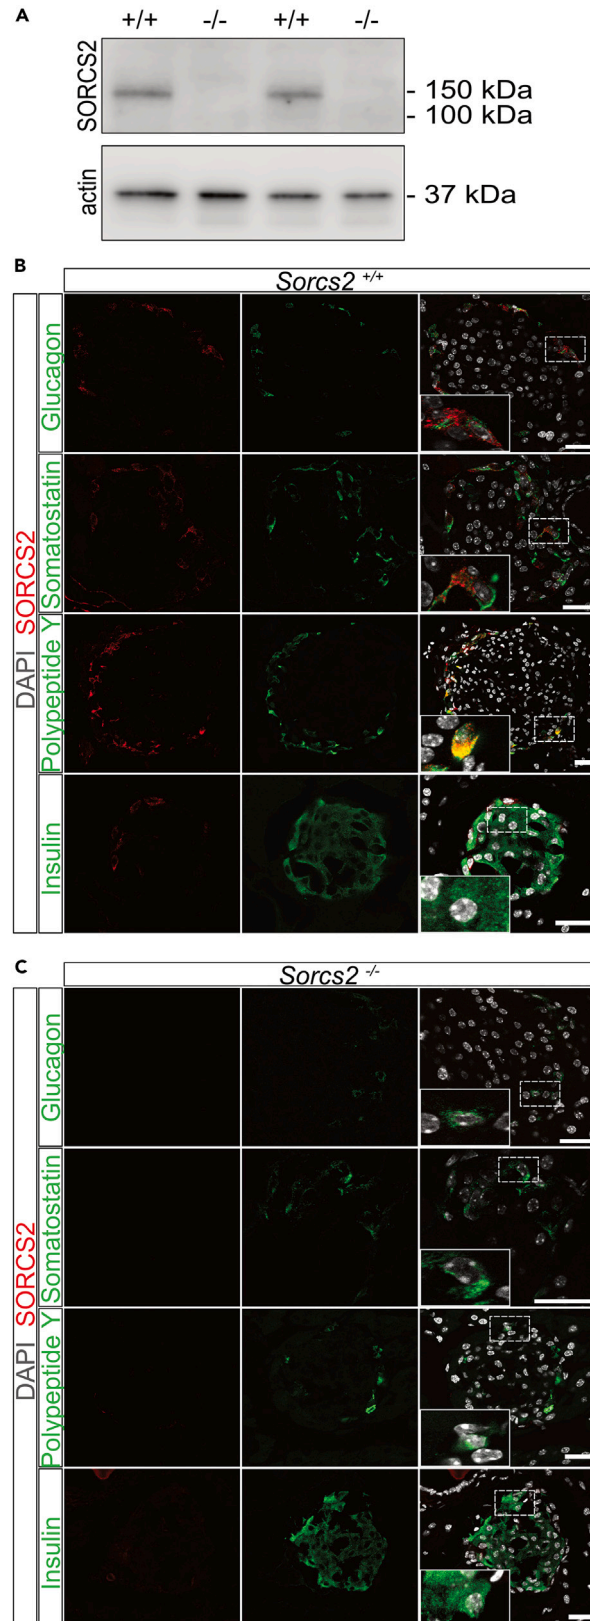 A
+/+ -/- +/+ -/-
SORCS2
- 150 kDa
- 100 kDa
actin
- 37 kDa
B
Sorcs2 +/+
DAPI SORCS2
Glucagon
Somatostatin
Polypeptide Y
Insulin
C
Sorcs2 -/-
DAPI SORCS2
Glucagon
Somatostatin
Polypeptide Y
Insulin